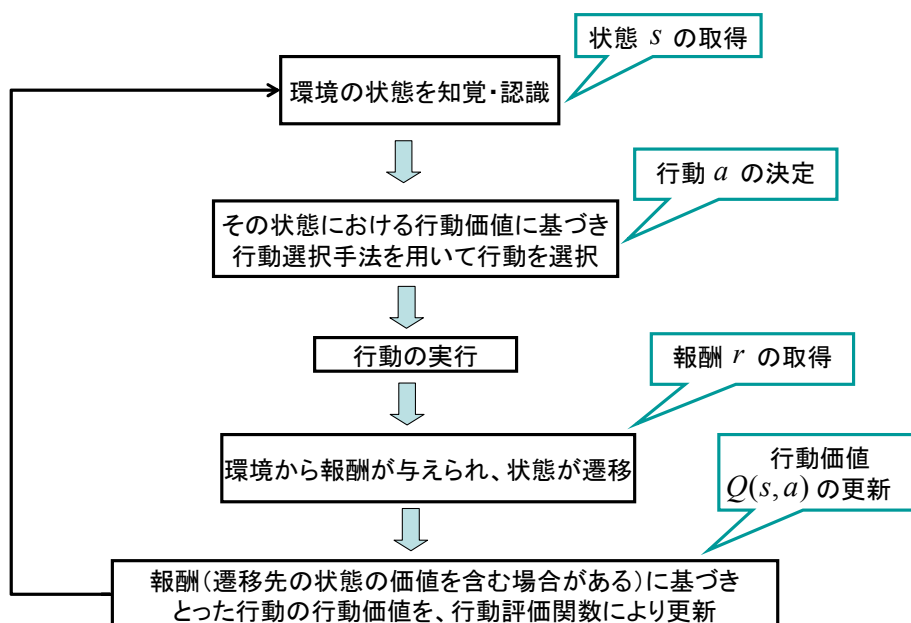 状態 s の取得
環境の状態を知覚・認識
行動 a の決定
その状態における行動価値に基づき
行動選択手法を用いて行動を選択
行動の実行
報酬 r の取得
環境から報酬が与えられ、状態が遷移
行動価値
Q(s,a) の更新
報酬(遷移先の状態の価値を含む場合がある)に基づき
とった行動の行動価値を、行動評価関数により更新